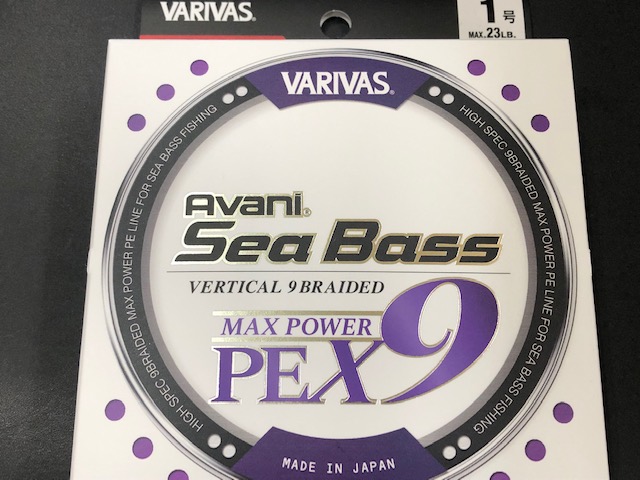 VARIVAS®
1号
MAX.23LB.
VARIVAS®
HIGH SPEC 9BRAIDED MAX POWER PE LINE FOR SEA BASS FISHING
HIGH SPEC 9BRAIDED MAX POWER PE LINE FOR SEA BASS FISHING
Avani®
Sea Bass
VERTICAL 9 BRAIDED
MAX POWER
PEX9
MADE IN JAPAN